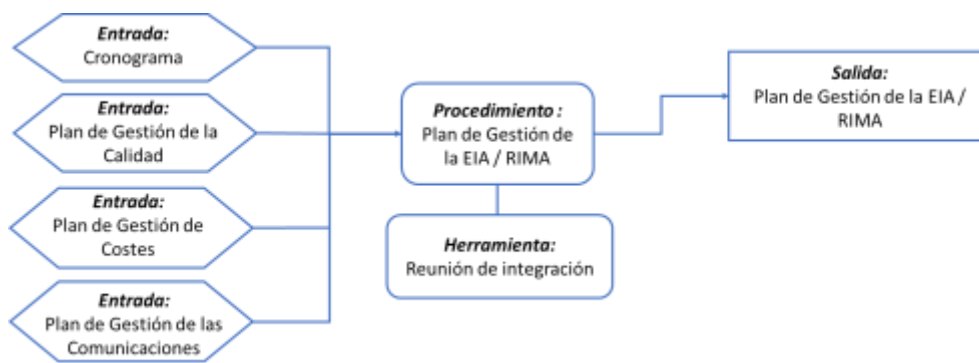 Entrada:
Cronograma
Entrada:
Plan de Gestión de la
Calidad
Entrada:
Plan de Gestión de
Costes
Entrada:
Plan de Gestión de las
Comunicaciones
Procedimiento :
Plan de Gestión de
la EIA / RIMA
Herramienta:
Reunión de integración
Salida:
Plan de Gestión de la EIA /
RIMA